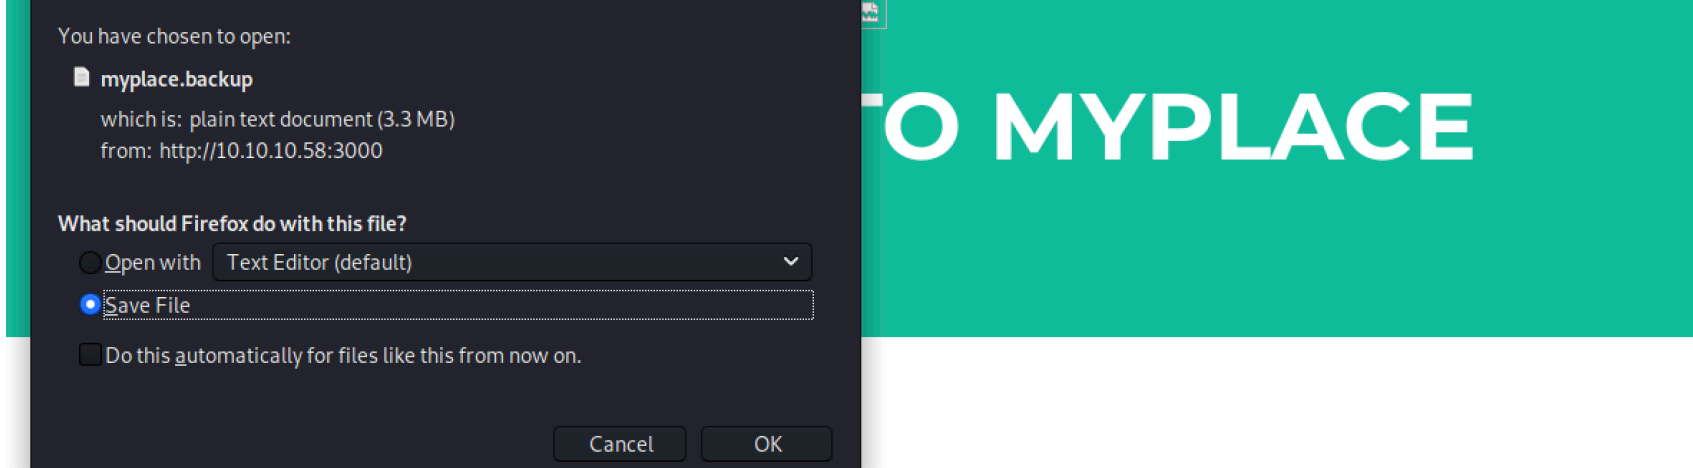 You have chosen to open:
myplace.backup
which is: plain text document (3.3 MB)
from: http://10.10.10.58:3000
What should Firefox do with this file?
Open with Text Editor (default)
Save File
Do this automatically for files like this from now on.
Cancel OK
TO MYPLACE